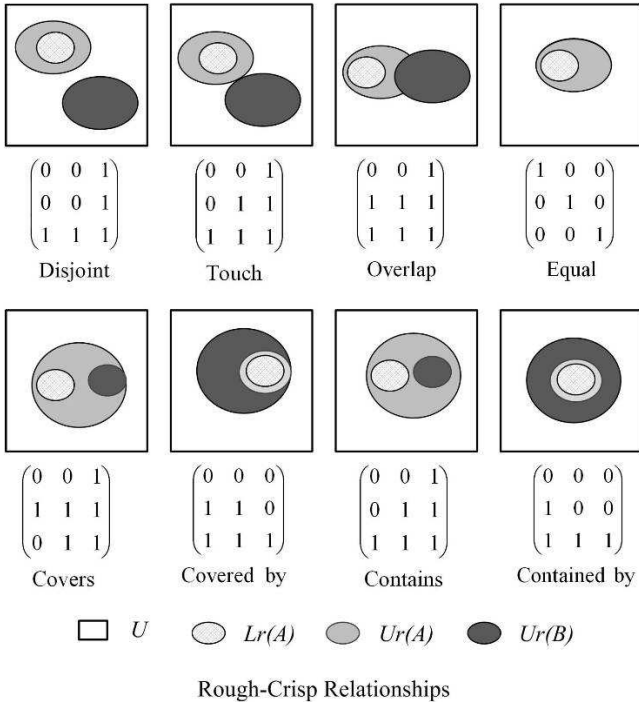 0 0 1 0 0 1 0 0 1 1 0 0
0 0 1 0 1 1 1 1 1 0 1 0
1 1 1 1 1 1 1 1 1 0 0 1
Disjoint Touch Overlap Equal
0 0 1 0 0 0 0 0 1 0 0 0
1 1 1 1 1 0 0 1 1 1 0 0
0 1 1 1 1 1 1 1 1 1 1 1
Covers Covered by Contains Contained by
U Lr(A) Ur(A) Ur(B)
Rough-Crisp Relationships